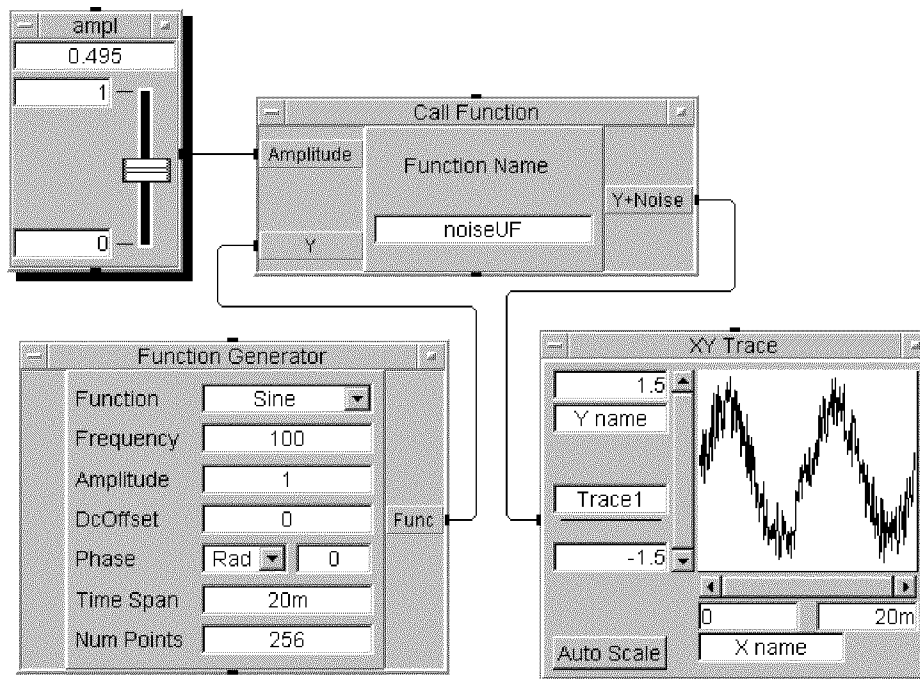 ampl
0.495
1
0
Call Function
Amplitude
Y
Function Name
noiseUF
Y+Noise
Function Generator
Function Sine
Frequency 100
Amplitude 1
DcOffset 0
Phase Rad 0
Time Span 20m
Num Points 256
Func
XY Trace
1.5
Y name
Trace1
-1.5
0 20m
X name
Auto Scale